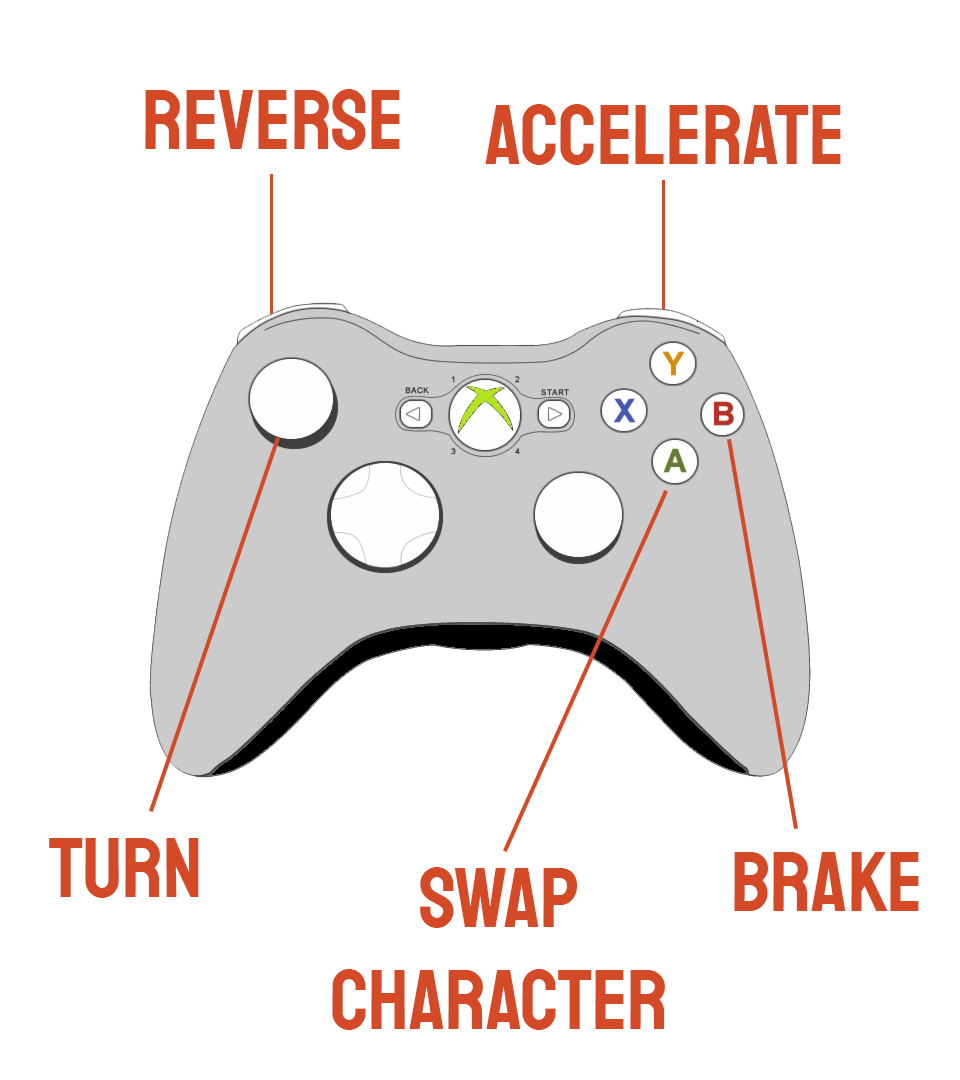 REVERSE
ACCELERATE
1 2
BACK
START
Y
X
B
A
3 4
TURN
SWAP
CHARACTER
BRAKE